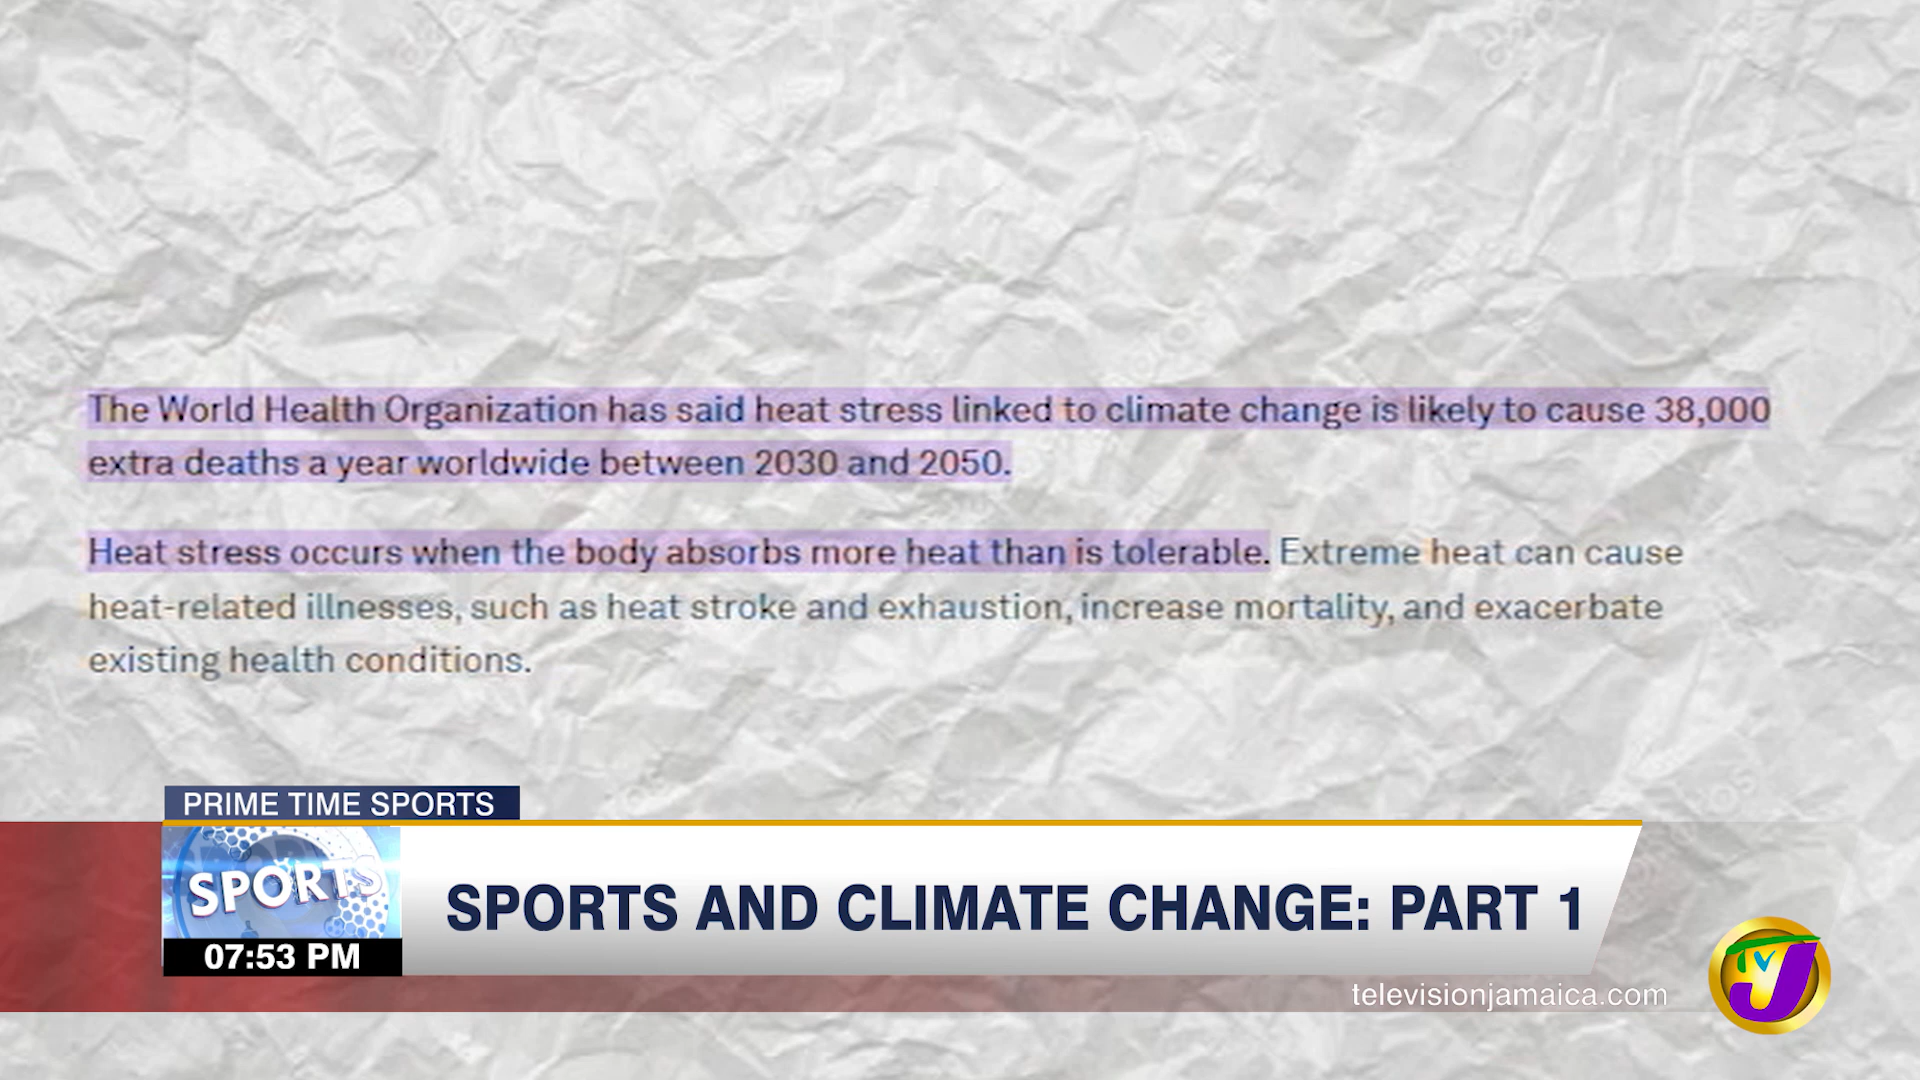 The World Health Organization has said heat stress linked to climate change is likely to cause 38,000
extra deaths a year worldwide between 2030 and 2050.
Heat stress occurs when the body absorbs more heat than is tolerable. Extreme heat can cause
heat-related illnesses, such as heat stroke and exhaustion, increase mortality, and exacerbate
existing health conditions.
PRIME TIME SPORTS
SPORTS
07:53 PM
SPORTS AND CLIMATE CHANGE: PART 1
televisionjamaica.com
TVJ